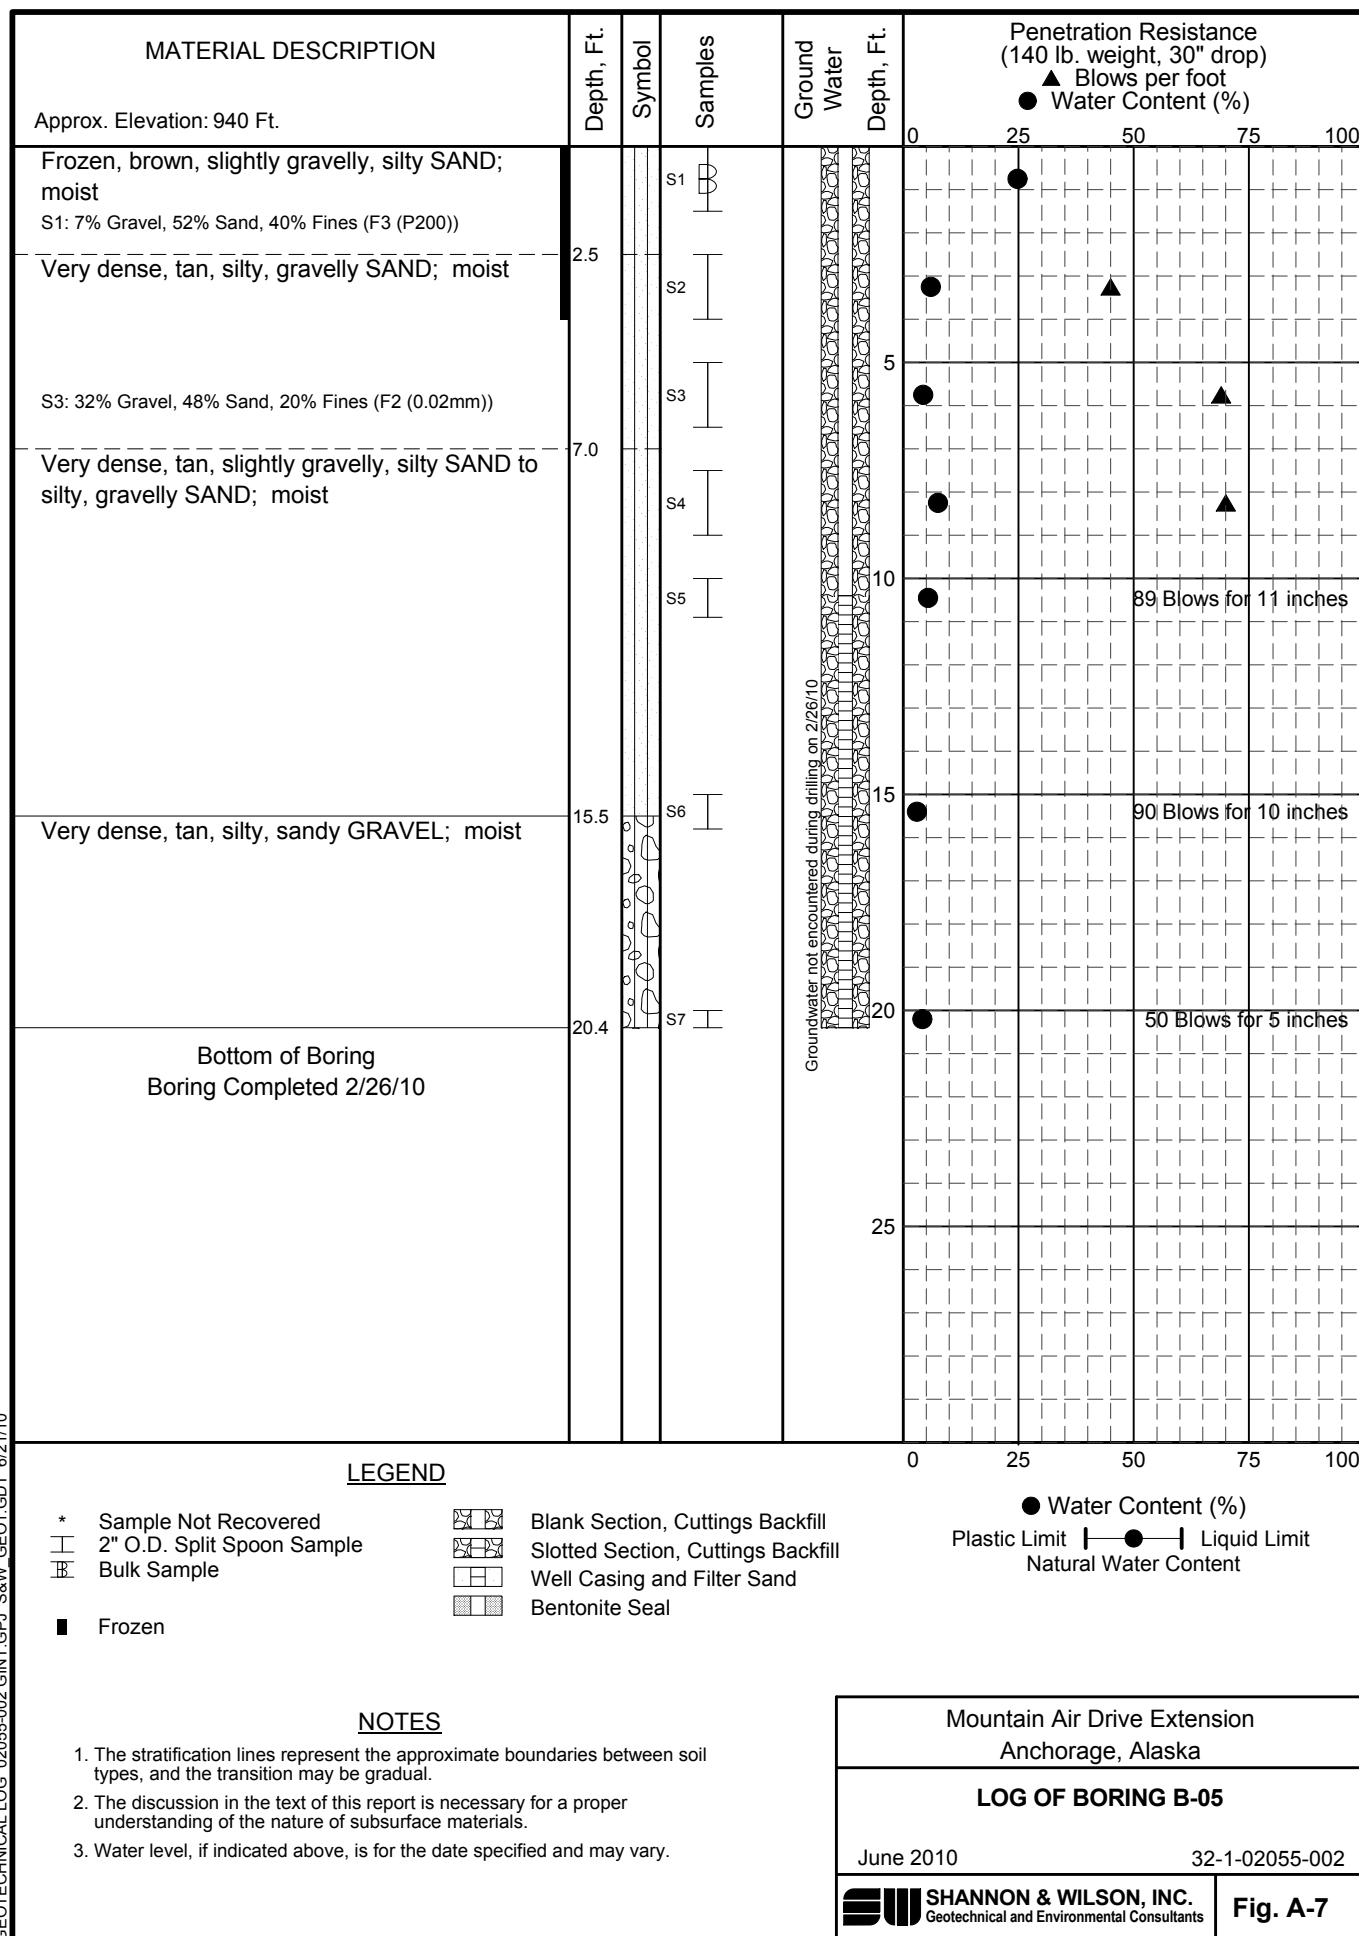 MATERIAL DESCRIPTION
Approx. Elevation: 940 Ft.
Depth, Ft.
Symbol
Samples
Ground
Water
Depth, Ft.
Penetration Resistance
(140 lb. weight, 30" drop)
▲ Blows per foot
● Water Content (%)
0 25 50 75 100
Frozen, brown, slightly gravelly, silty SAND;
moist
S1: 7% Gravel, 52% Sand, 40% Fines (F3 (P200))
S1
2.5
Very dense, tan, silty, gravelly SAND; moist
S2
5
S3: 32% Gravel, 48% Sand, 20% Fines (F2 (0.02mm))
S3
7.0
Very dense, tan, slightly gravelly, silty SAND to
silty, gravelly SAND; moist
S4
10
S5
89 Blows for 11 inches
Groundwater not encountered during drilling on 2/26/10
15
S6
90 Blows for 10 inches
15.5
Very dense, tan, silty, sandy GRAVEL; moist
20
S7
50 Blows for 5 inches
20.4
Bottom of Boring
Boring Completed 2/26/10
25
0 25 50 75 100
LEGEND
* Sample Not Recovered
2" O.D. Split Spoon Sample
Bulk Sample
Frozen
Blank Section, Cuttings Backfill
Slotted Section, Cuttings Backfill
Well Casing and Filter Sand
Bentonite Seal
● Water Content (%)
Plastic Limit Liquid Limit
Natural Water Content
NOTES
1. The stratification lines represent the approximate boundaries between soil
types, and the transition may be gradual.
2. The discussion in the text of this report is necessary for a proper
understanding of the nature of subsurface materials.
3. Water level, if indicated above, is for the date specified and may vary.
Mountain Air Drive Extension
Anchorage, Alaska
LOG OF BORING B-05
June 2010 32-1-02055-002
SHANNON & WILSON, INC.
Geotechnical and Environmental Consultants
Fig. A-7
GEOTECHNICAL LOG 02055-002 GINT.GPJ S&W_GEOT.GDT 6/21/10